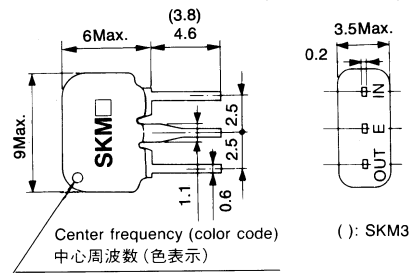 (3.8)
6Max.
4.6
3.5Max.
0.2
9Max.
SKM□
2.5
2.5
1.1
0.6
IN
E
OUT
Center frequency (color code)
中心周波数(色表示)
( ): SKM3